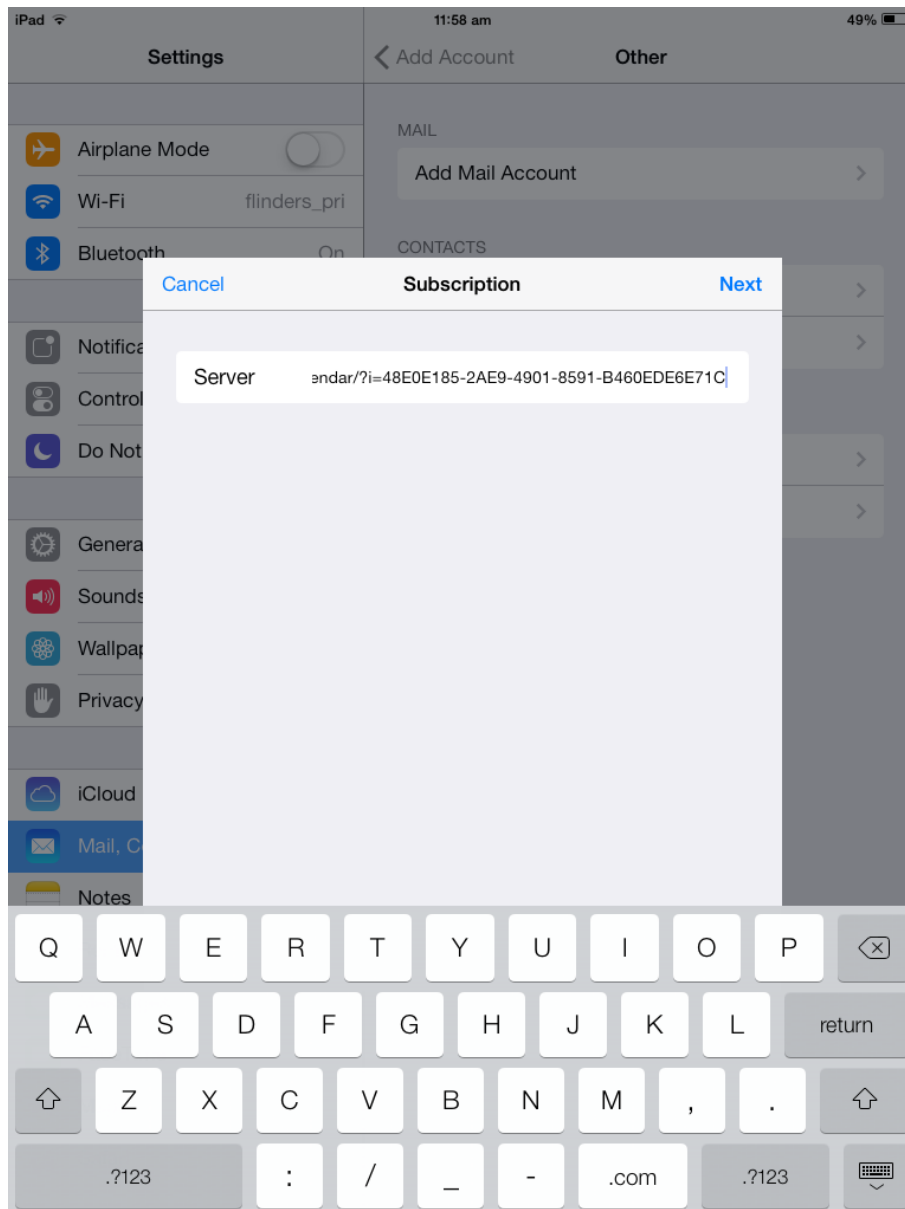 iPad 11:58 am 49%
Settings
Add Account Other
MAIL
Airplane Mode
Add Mail Account
Wi-Fi flinders_pri
CONTACTS
Bluetooth On
Cancel Subscription Next
Notifica
Server endar/?i=48E0E185-2AE9-4901-8591-B460EDE6E71C
Control
Do Not
Genera
Sounds
Wallpap
Privacy
iCloud
Mail, Co
Notes
Q W E R T Y U I O P
A S D F G H J K L return
Z X C V B N M , .
.?123 : / _ - .com .?123